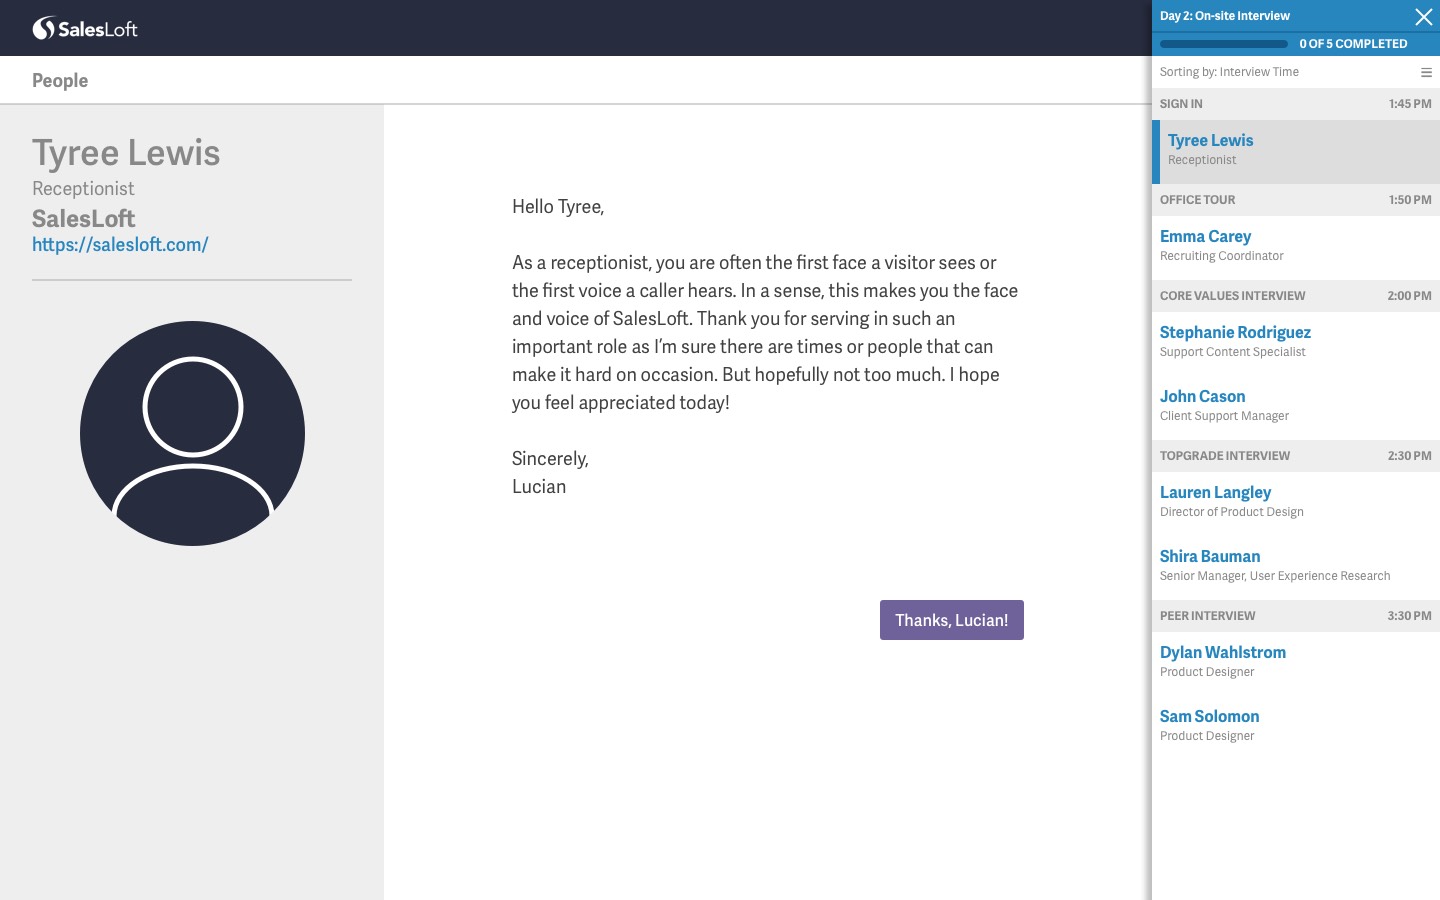 SalesLoft
People
Tyree Lewis
Receptionist
SalesLoft
https://salesloft.com/
Hello Tyree,
As a receptionist, you are often the first face a visitor sees or
the first voice a caller hears. In a sense, this makes you the face
and voice of SalesLoft. Thank you for serving in such an
important role as I'm sure there are times or people that can
make it hard on occasion. But hopefully not too much. I hope
you feel appreciated today!
Sincerely,
Lucian
Thanks, Lucian!
Day 2: On-site Interview
0 OF 5 COMPLETED
Sorting by: Interview Time
SIGN IN 1:45 PM
Tyree Lewis
Receptionist
OFFICE TOUR 1:50 PM
Emma Carey
Recruiting Coordinator
CORE VALUES INTERVIEW 2:00 PM
Stephanie Rodriguez
Support Content Specialist
John Cason
Client Support Manager
TOPGRADE INTERVIEW 2:30 PM
Lauren Langley
Director of Product Design
Shira Bauman
Senior Manager, User Experience Research
PEER INTERVIEW 3:30 PM
Dylan Wahlstrom
Product Designer
Sam Solomon
Product Designer